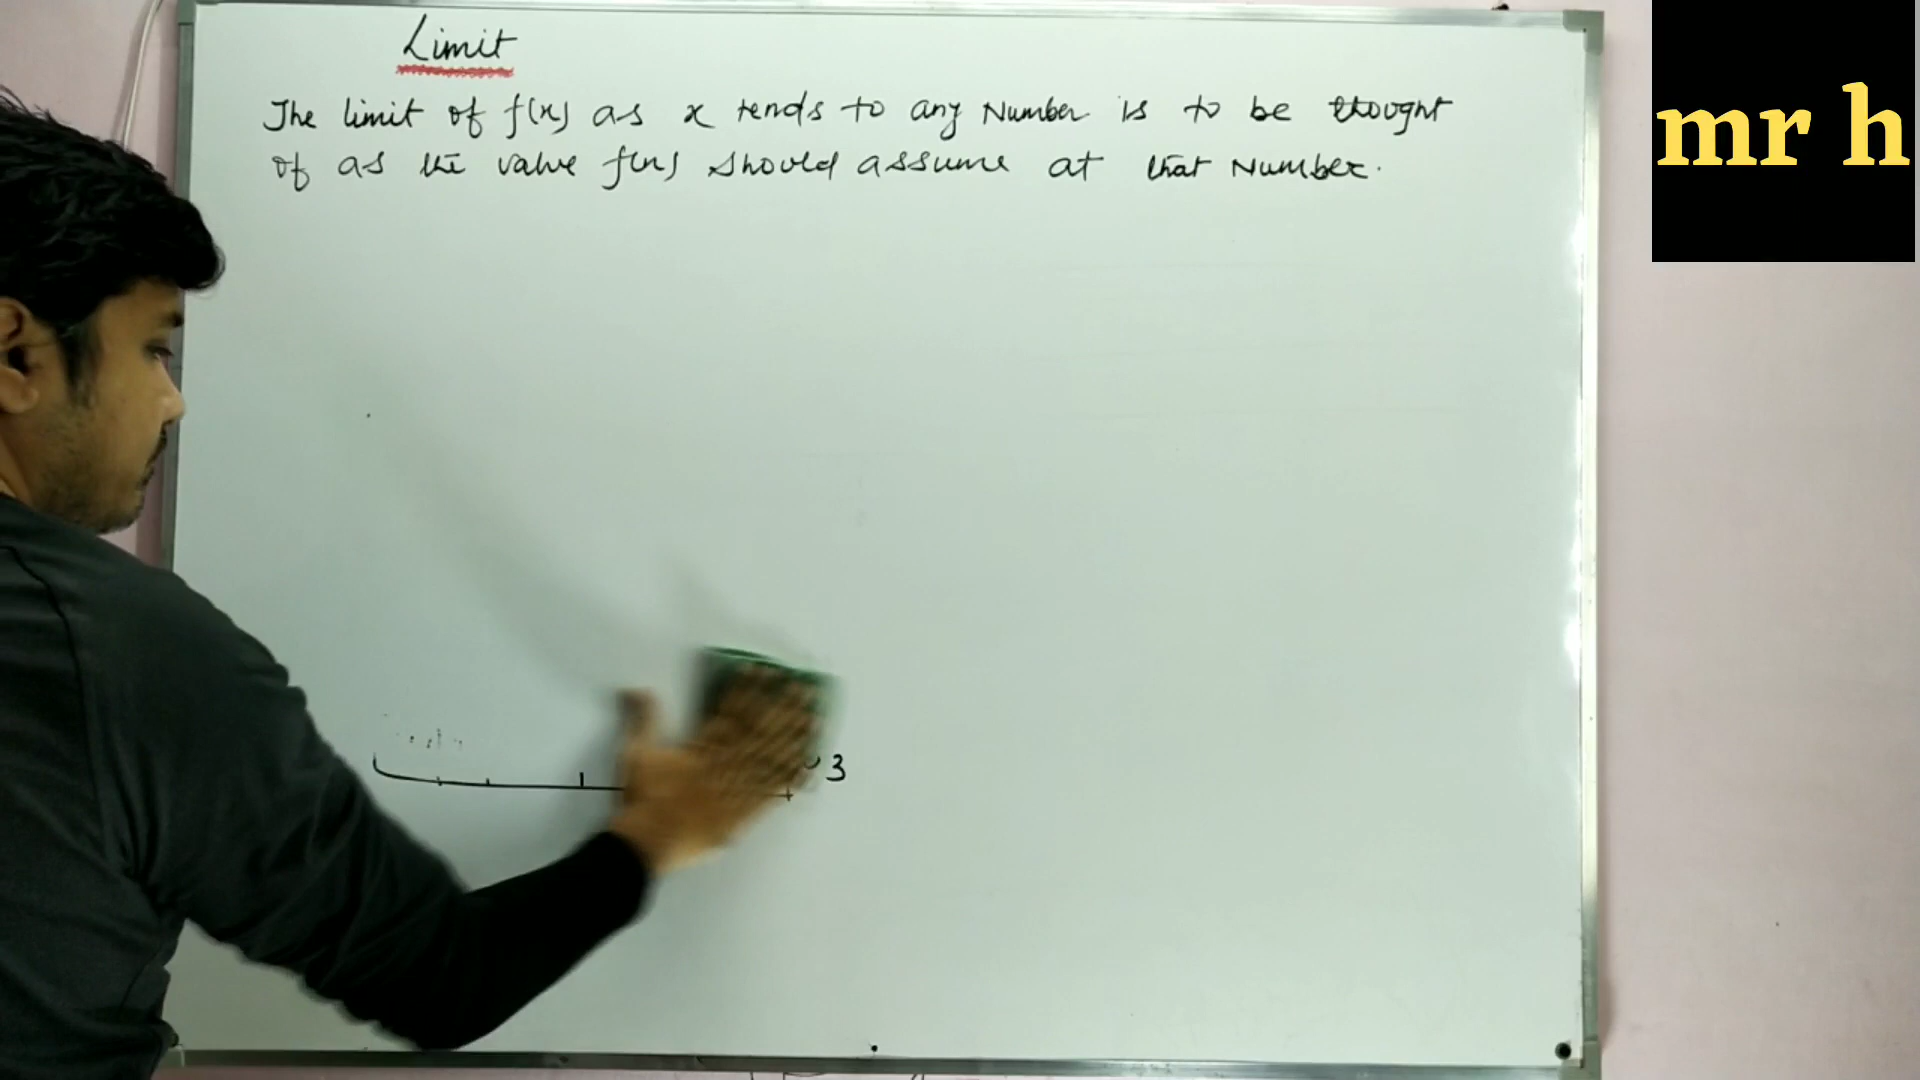 Limit
The limit of f(x) as x tends to any Number is to be thought
of as the value f(x) should assume at that Number.
3
mr h